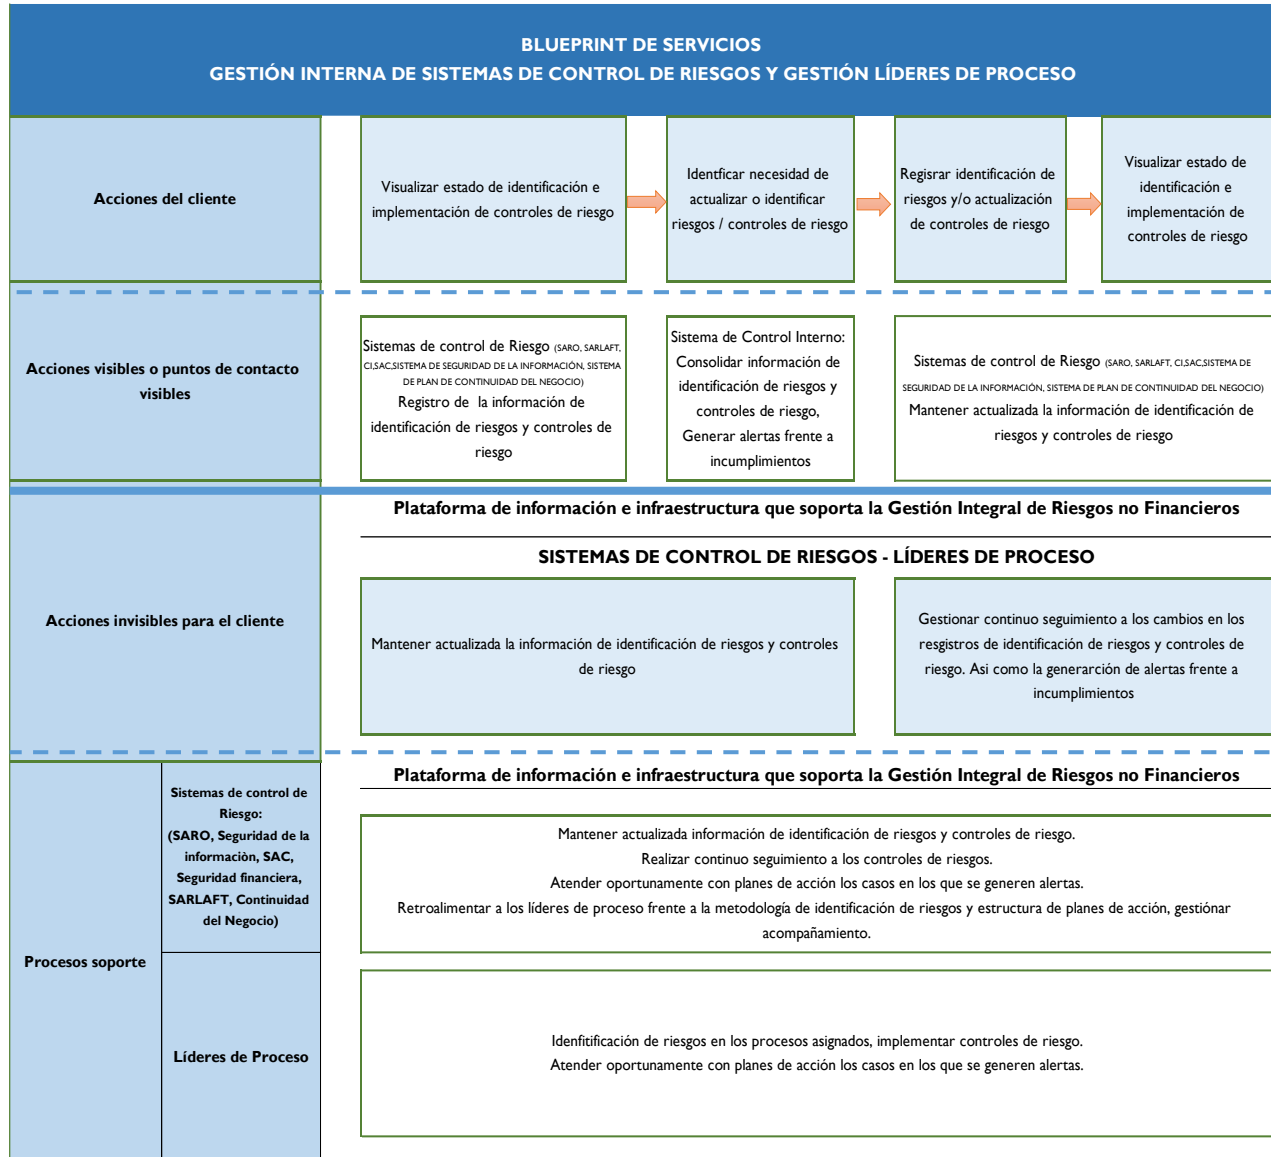 BLUEPRINT DE SERVICIOS
GESTIÓN INTERNA DE SISTEMAS DE CONTROL DE RIESGOS Y GESTIÓN LÍDERES DE PROCESO
Acciones del cliente
Visualizar estado de identificación e
implementación de controles de riesgo
Identficar necesidad de
actualizar o identificar
riesgos / controles de riesgo
Regisrar identificación de
riesgos y/o actualización
de controles de riesgo
Visualizar estado de
identificación e
implementación de
controles de riesgo
Acciones visibles o puntos de contacto
visibles
Sistemas de control de Riesgo (SARO, SARLAFT,
CI,SAC,SISTEMA DE SEGURIDAD DE LA INFORMACIÓN, SISTEMA
DE PLAN DE CONTINUIDAD DEL NEGOCIO)
Registro de la información de
identificación de riesgos y controles de
riesgo
Sistema de Control Interno:
Consolidar información de
identificación de riesgos y
controles de riesgo,
Generar alertas frente a
incumplimientos
Sistemas de control de Riesgo (SARO, SARLAFT, CI,SAC,SISTEMA DE
SEGURIDAD DE LA INFORMACIÓN, SISTEMA DE PLAN DE CONTINUIDAD DEL NEGOCIO)
Mantener actualizada la información de identificación de
riesgos y controles de riesgo
Acciones invisibles para el cliente
Plataforma de información e infraestructura que soporta la Gestión Integral de Riesgos no Financieros
SISTEMAS DE CONTROL DE RIESGOS - LÍDERES DE PROCESO
Mantener actualizada la información de identificación de riesgos y controles
de riesgo
Gestionar continuo seguimiento a los cambios en los
resgistros de identificación de riesgos y controles de
riesgo. Asi como la generarción de alertas frente a
incumplimientos
Procesos soporte
Sistemas de control de
Riesgo:
(SARO, Seguridad de la
informaciòn, SAC,
Seguridad financiera,
SARLAFT, Continuidad
del Negocio)
Plataforma de información e infraestructura que soporta la Gestión Integral de Riesgos no Financieros
Mantener actualizada información de identificación de riesgos y controles de riesgo.
Realizar continuo seguimiento a los controles de riesgos.
Atender oportunamente con planes de acción los casos en los que se generen alertas.
Retroalimentar a los líderes de proceso frente a la metodología de identificación de riesgos y estructura de planes de acción, gestiónar
acompañamiento.
Líderes de Proceso
Idenfitificación de riesgos en los procesos asignados, implementar controles de riesgo.
Atender oportunamente con planes de acción los casos en los que se generen alertas.